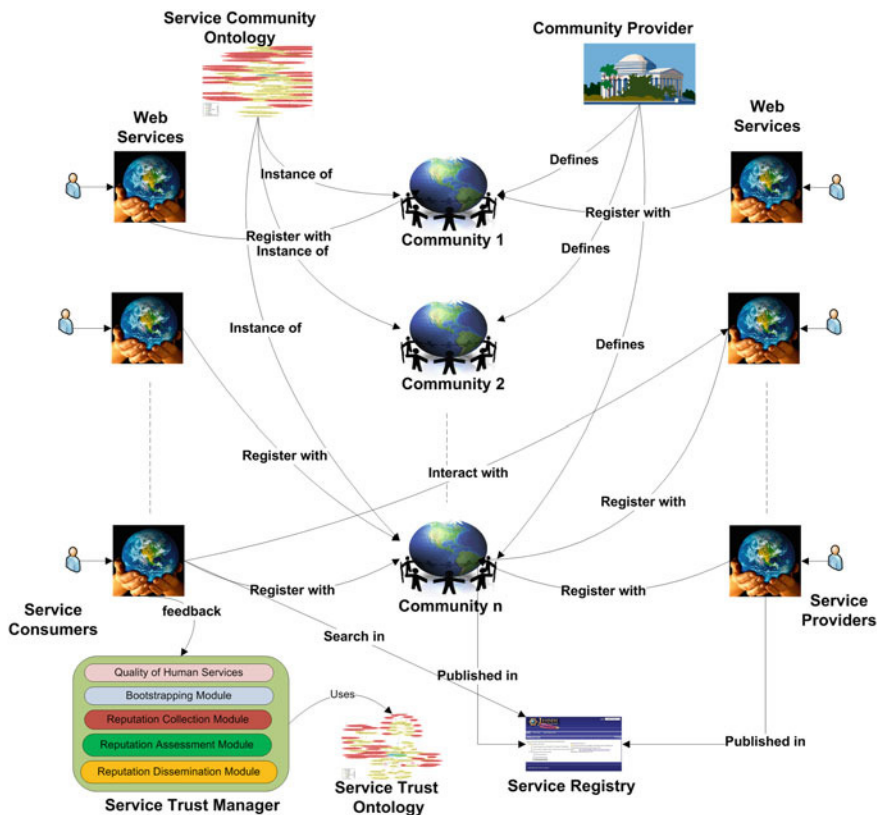 Service Community
Ontology
Community Provider
Web
Services
Web
Services
Defines
Instance of
Register with
Register with
Community 1
Instance of
Defines
Instance of
Defines
Community 2
Register with
Interact with
Register with
Community n
Register with
Register with
Service
Consumers
feedback
Service
Providers
Search in
Published in
Quality of Human Services
Bootstrapping Module
Reputation Collection Module
Reputation Assessment Module
Reputation Dissemination Module
Uses
Published in
Service Trust Manager
Service Trust
Ontology
Service Registry